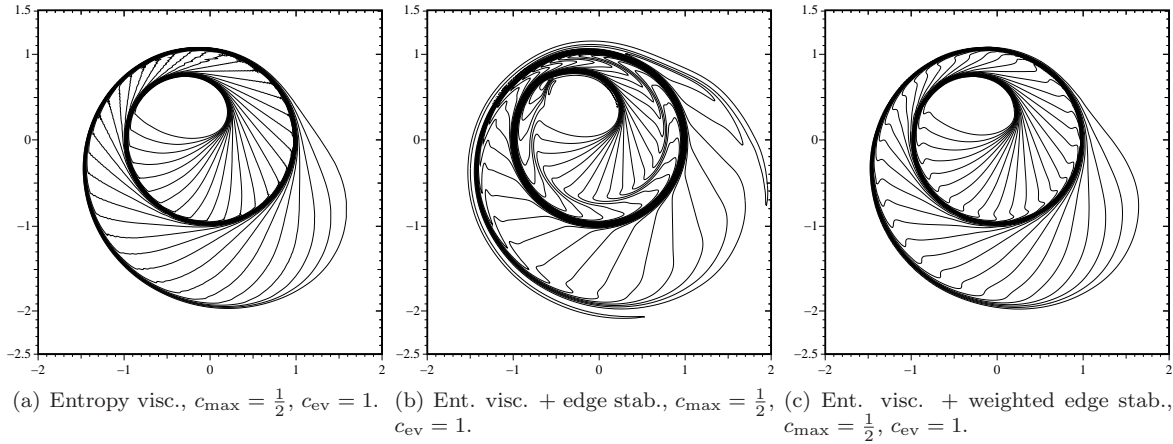 1.5
1
0
−1
−2
−2.5
−2 −1 0 1 2
1.5
1
0
−1
−2
−2.5
−2 −1 0 1 2
1.5
1
0
−1
−2
−2.5
−2 −1 0 1 2
(a) Entropy visc., c_max = 1/2, c_ev = 1.
(b) Ent. visc. + edge stab., c_max = 1/2,
c_ev = 1.
(c) Ent. visc. + weighted edge stab.,
c_max = 1/2, c_ev = 1.